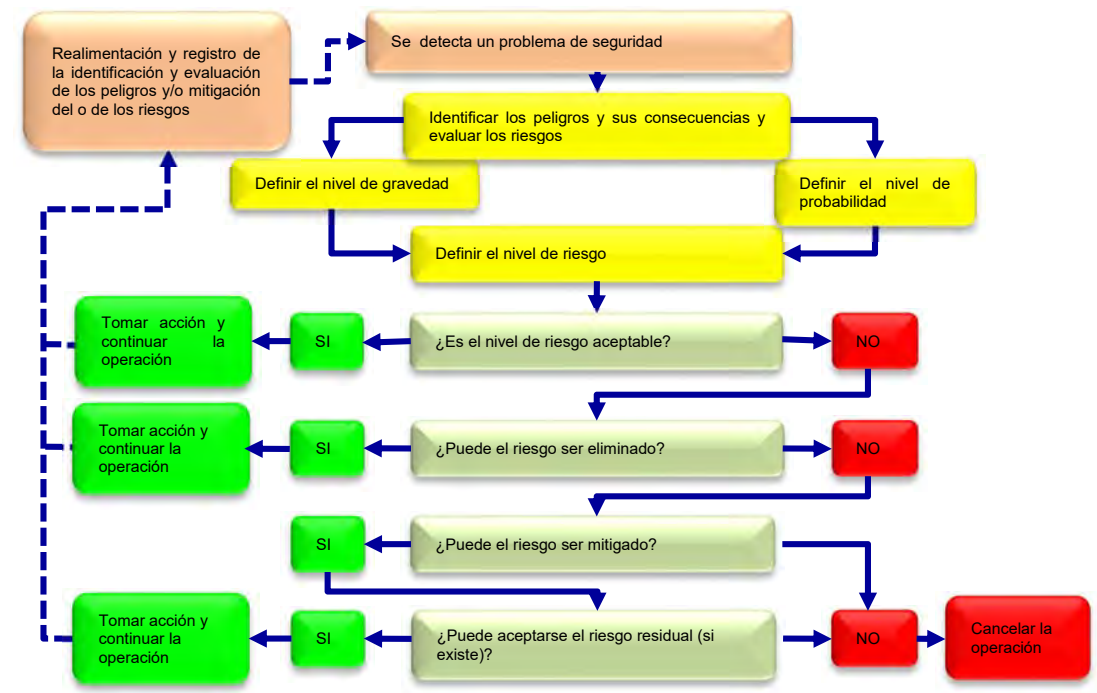 Realimentación y registro de
la identificación y evaluación
de los peligros y/o mitigación
del o de los riesgos
Se detecta un problema de seguridad
Identificar los peligros y sus consecuencias y
evaluar los riesgos
Definir el nivel de gravedad
Definir el nivel de
probabilidad
Definir el nivel de riesgo
Tomar acción y
continuar la
operación
SI
¿Es el nivel de riesgo aceptable?
NO
Tomar acción y
continuar la
operación
SI
¿Puede el riesgo ser eliminado?
NO
SI
¿Puede el riesgo ser mitigado?
Tomar acción y
continuar la
operación
SI
¿Puede aceptarse el riesgo residual (si
existe)?
NO
Cancelar la
operación